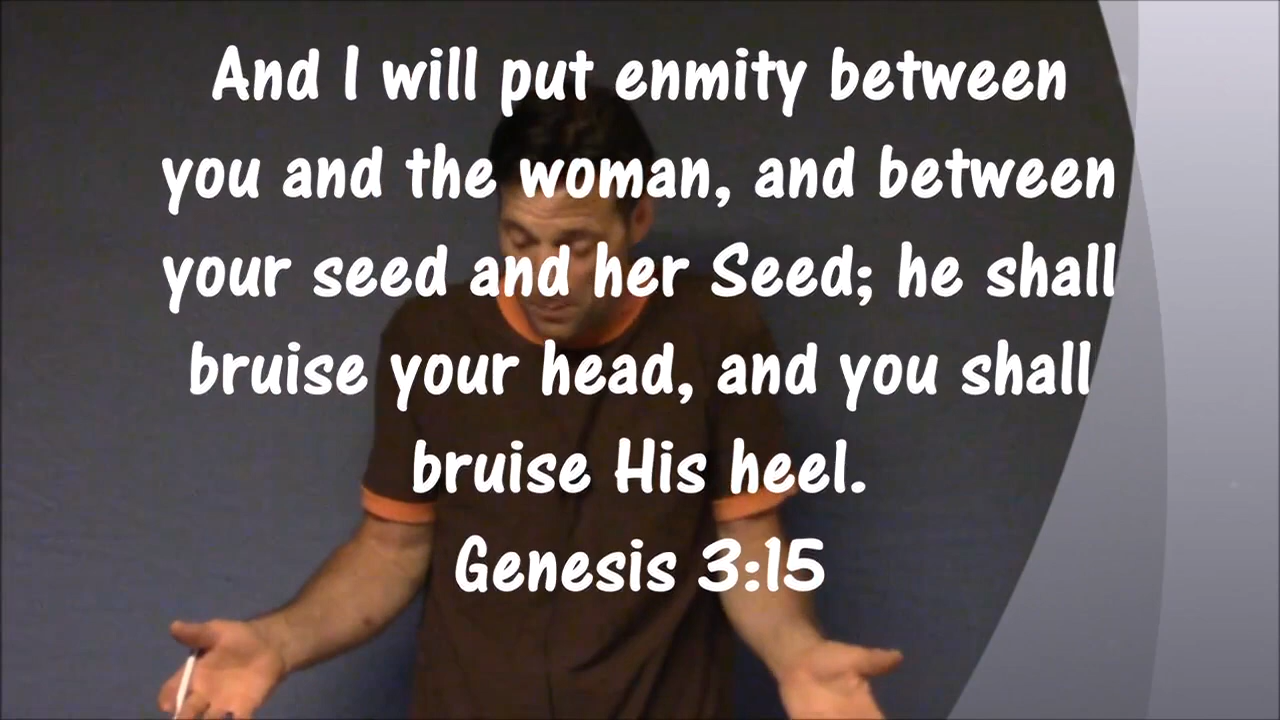 And I will put enmity between
you and the woman, and between
your seed and her Seed; he shall
bruise your head, and you shall
bruise His heel.
Genesis 3:15